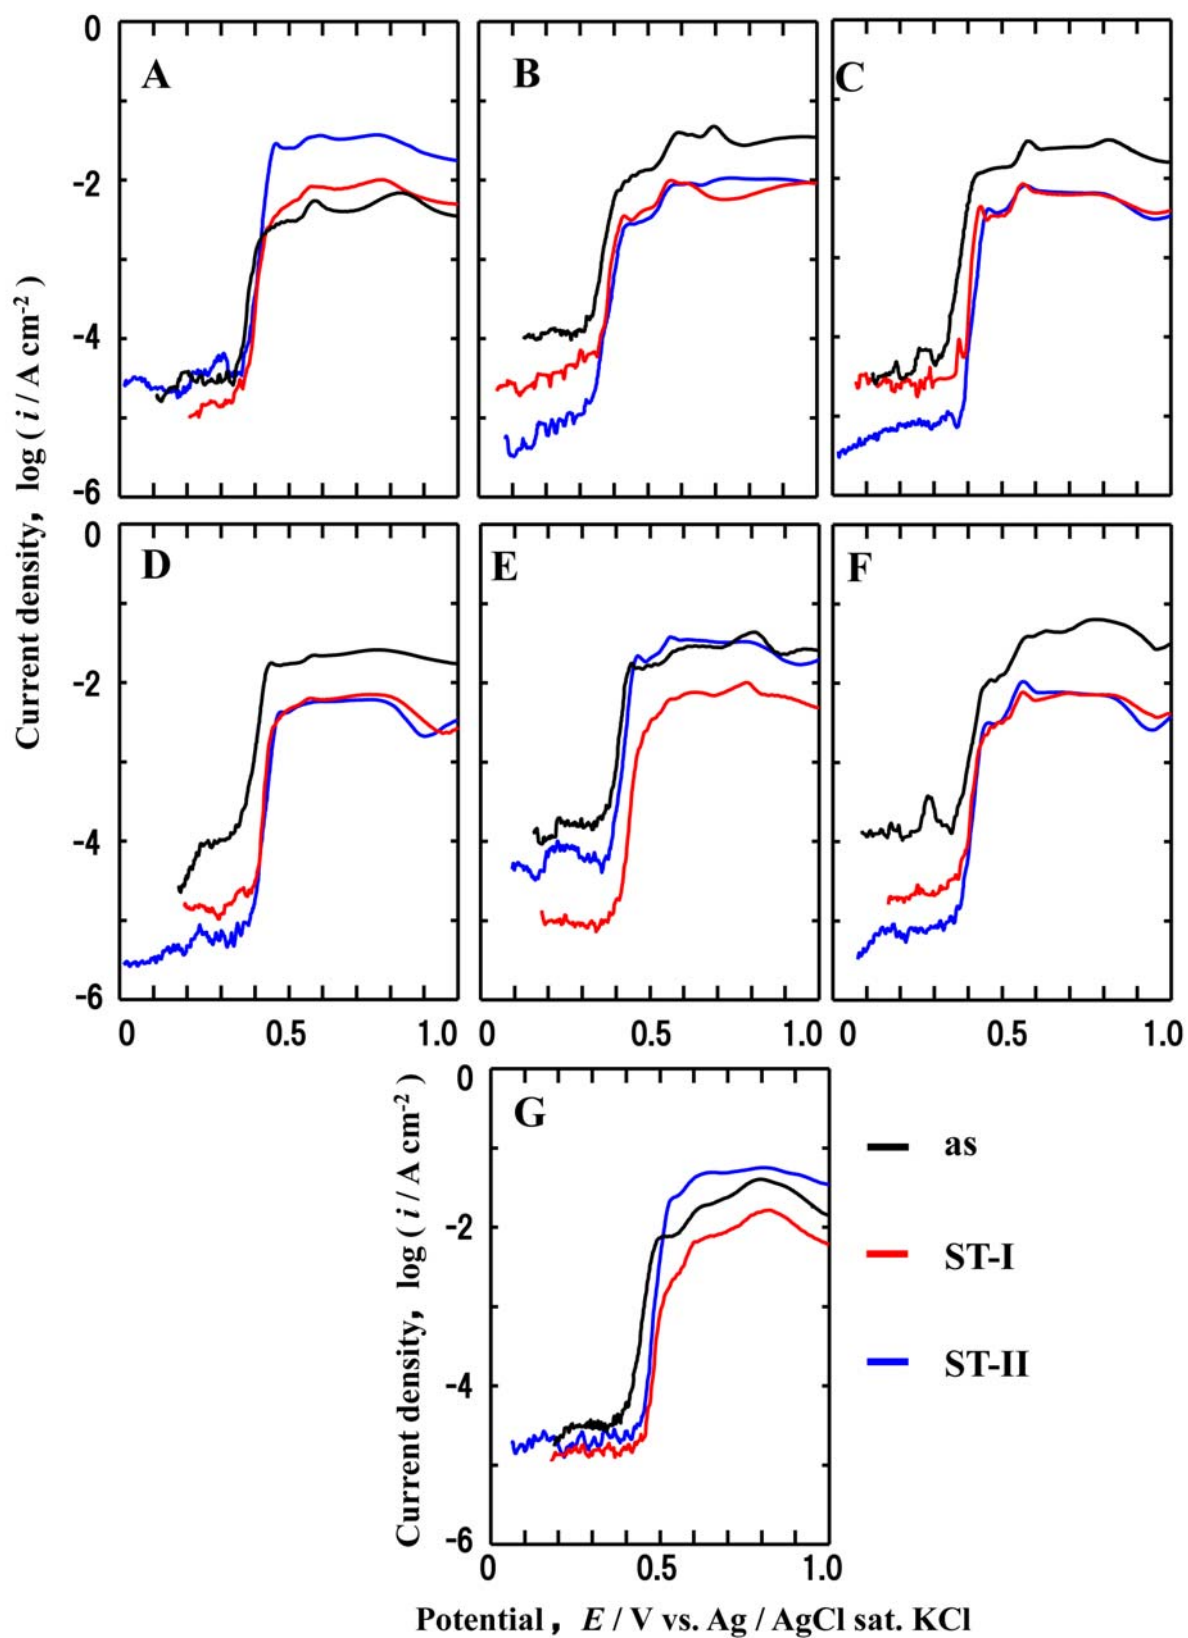 0
-2
-4
-6
A
B
C
Current density, log ( i / A cm-2 )
0
-2
-4
-6
D
E
F
0 0.5 1.0 0 0.5 1.0 0 0.5 1.0
Current density, log ( i / A cm-2 )
0
-2
-4
-6
G
0 0.5 1.0
as
ST-I
ST-II
Potential , E / V vs. Ag / AgCl sat. KCl